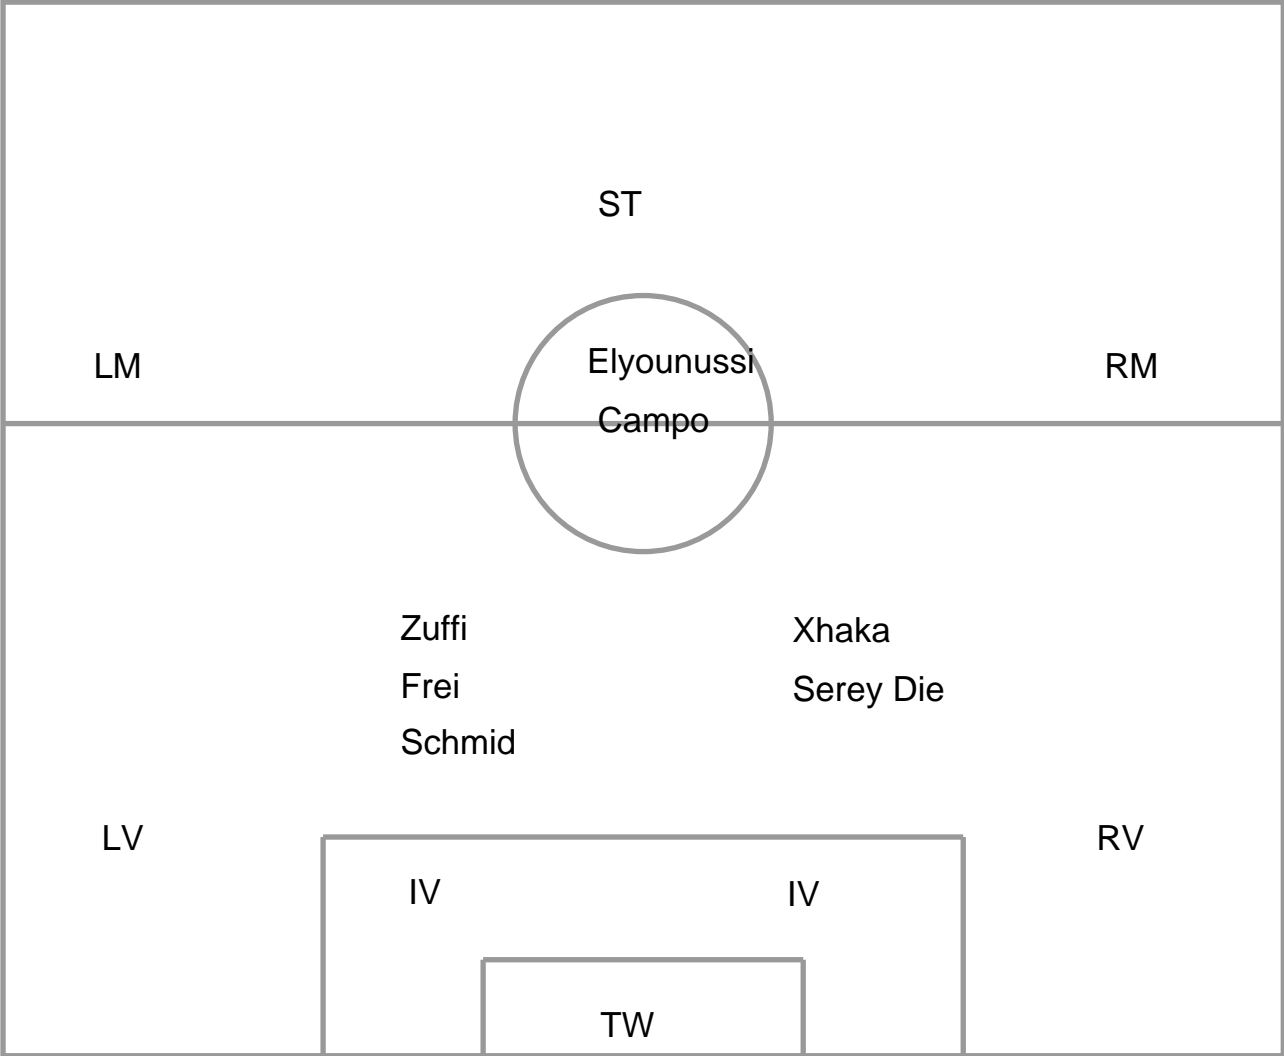 ST
LM
Elyounussi
RM
Campo
Zuffi
Xhaka
Frei
Serey Die
Schmid
LV
RV
IV
IV
TW